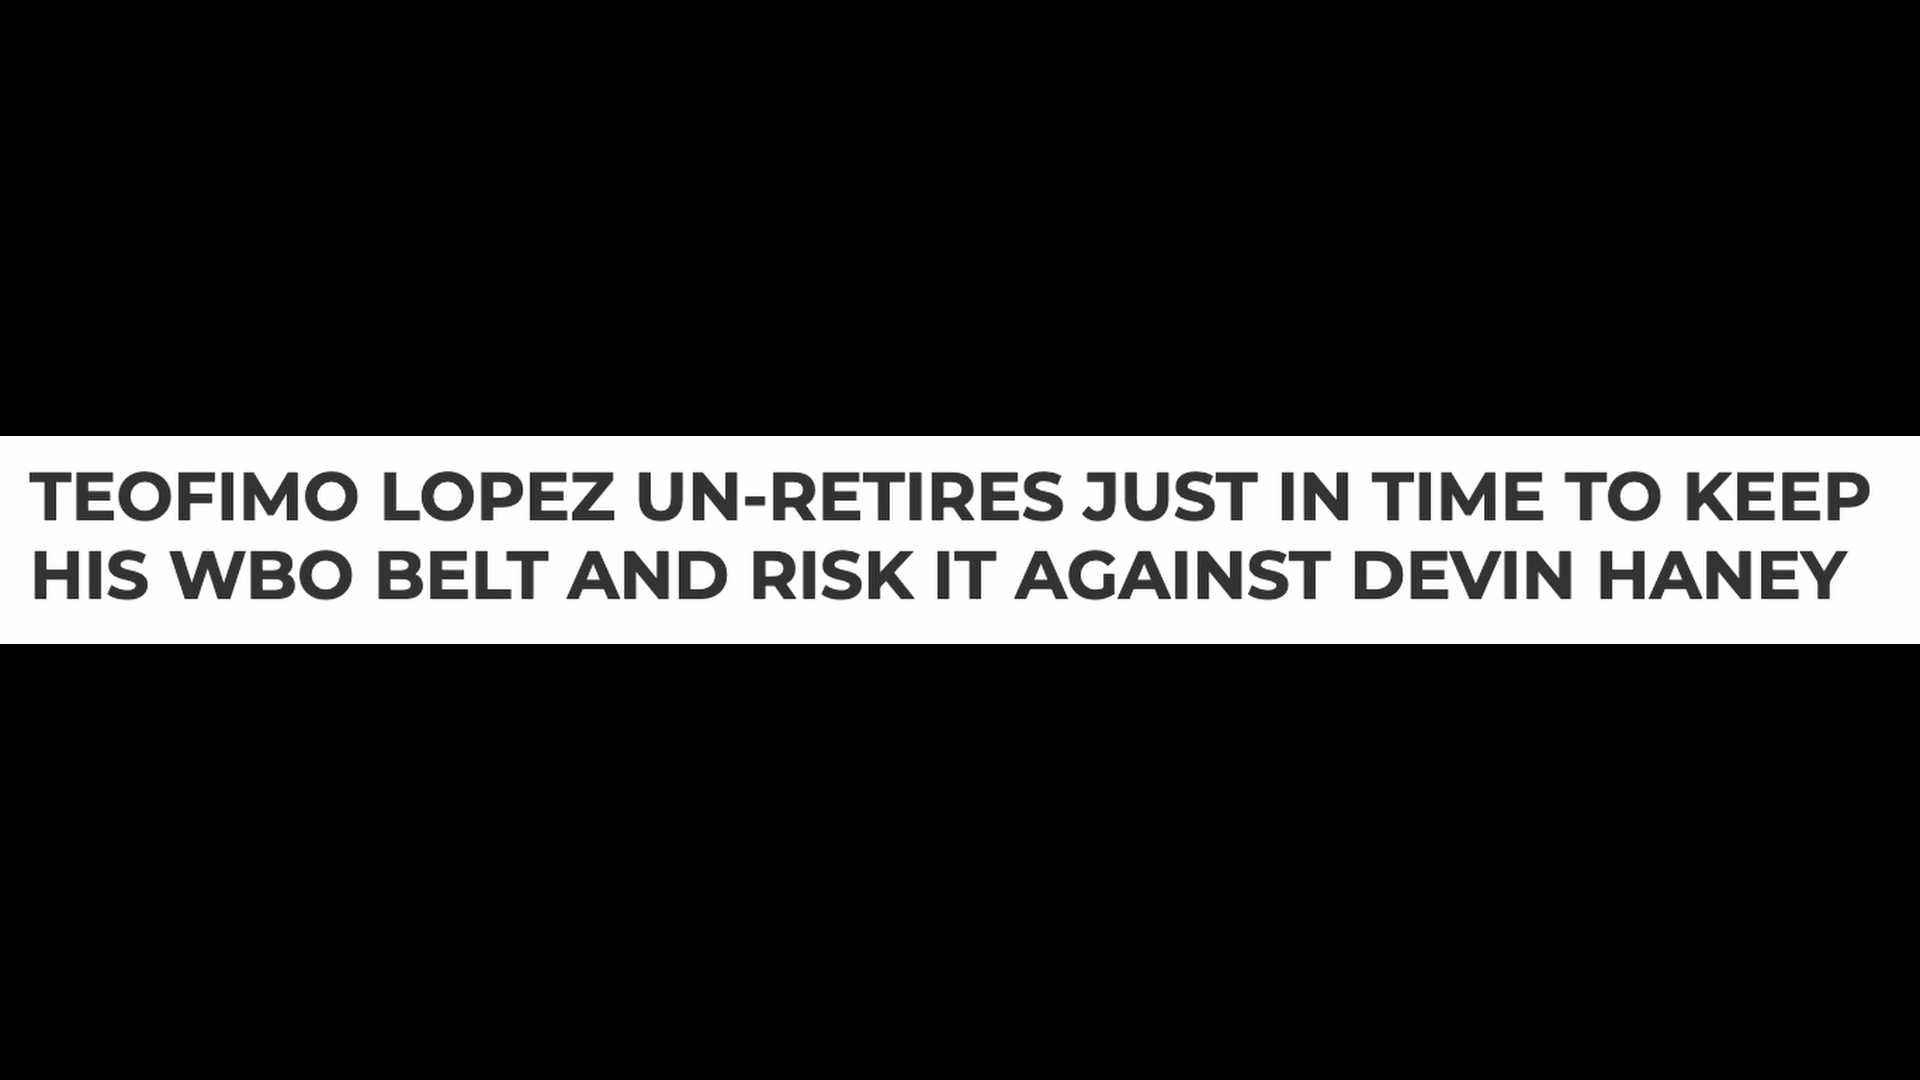 TEOFIMO LOPEZ UN-RETIRES JUST IN TIME TO KEEP
HIS WBO BELT AND RISK IT AGAINST DEVIN HANEY